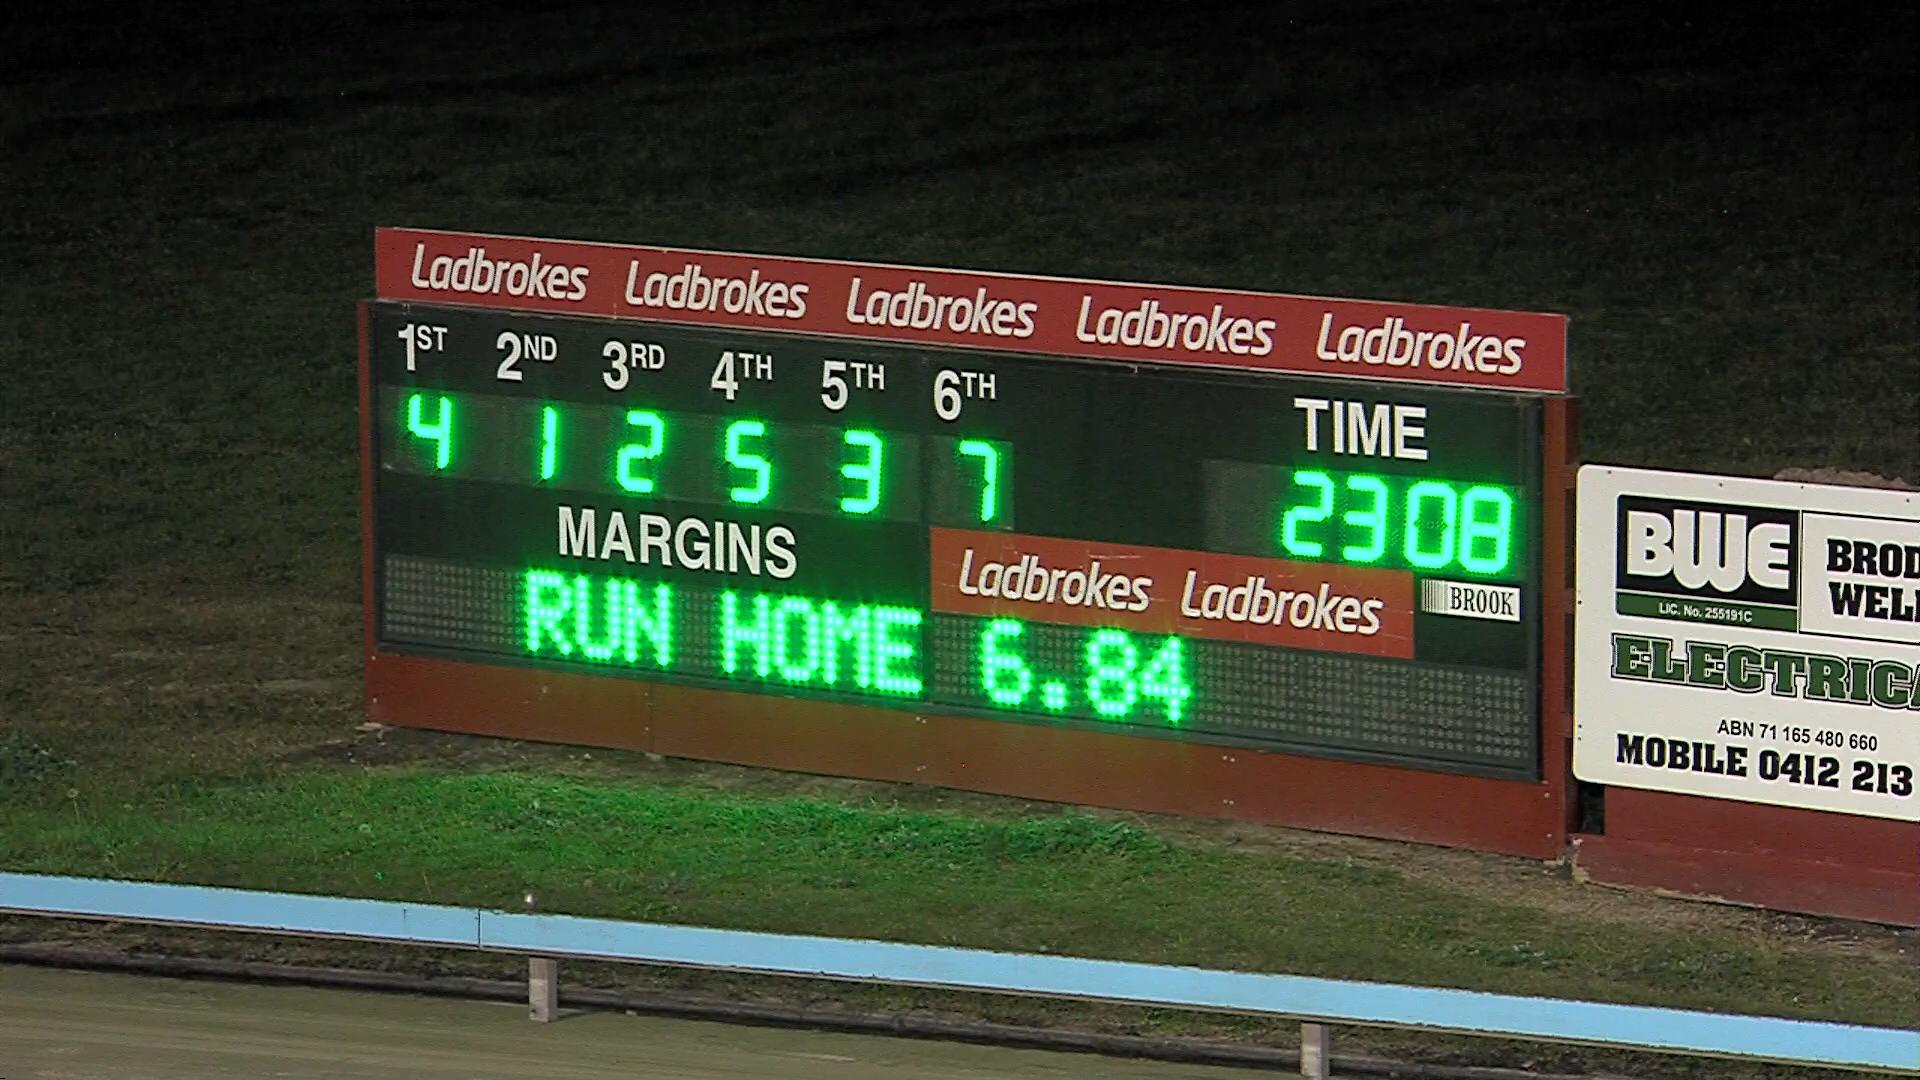 Ladbrokes Ladbrokes Ladbrokes Ladbrokes Ladbrokes
1ST 2ND 3RD 4TH 5TH 6TH
TIME
4 1 2 5 3 7
2308
MARGINS
Ladbrokes Ladbrokes
BROOK
RUN HOME 6.84
BWE
LIC. No. 255191C
ELECTRICA
ABN 71 165 480 660
MOBILE 0412 213